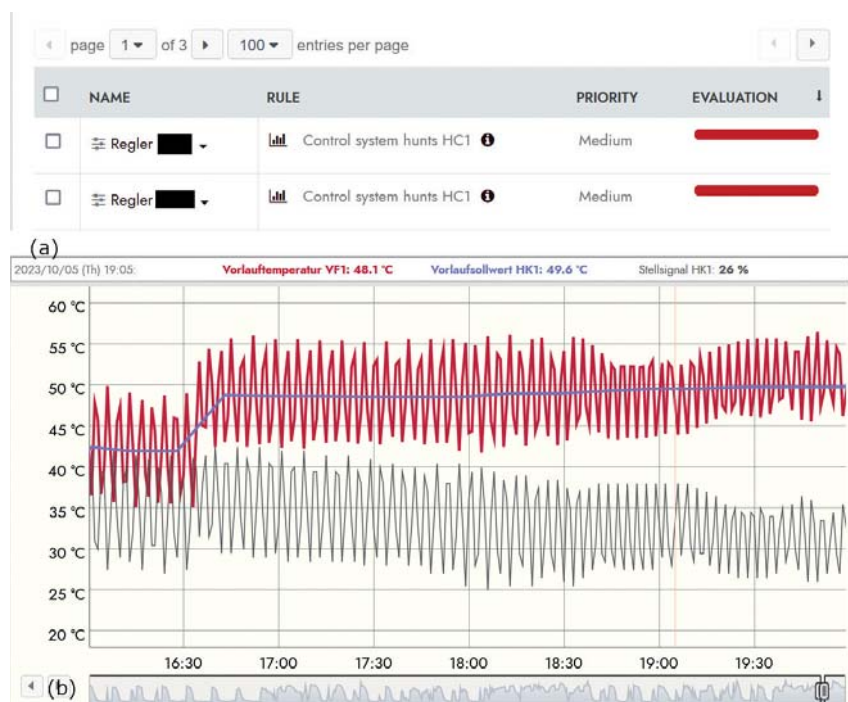 page 1 of 3 100 entries per page
NAME RULE PRIORITY EVALUATION
Regler Control system hunts HC1 Medium
Regler Control system hunts HC1 Medium
(a)
2023/10/05 (Th) 19:05: Vorlauftemperatur VF1: 48.1 °C Vorlaufsollwert HK1: 49.6 °C Stellsignal HK1: 26 %
60 °C
55 °C
50 °C
45 °C
40 °C
35 °C
30 °C
25 °C
20 °C
16:30 17:00 17:30 18:00 18:30 19:00 19:30
(b)